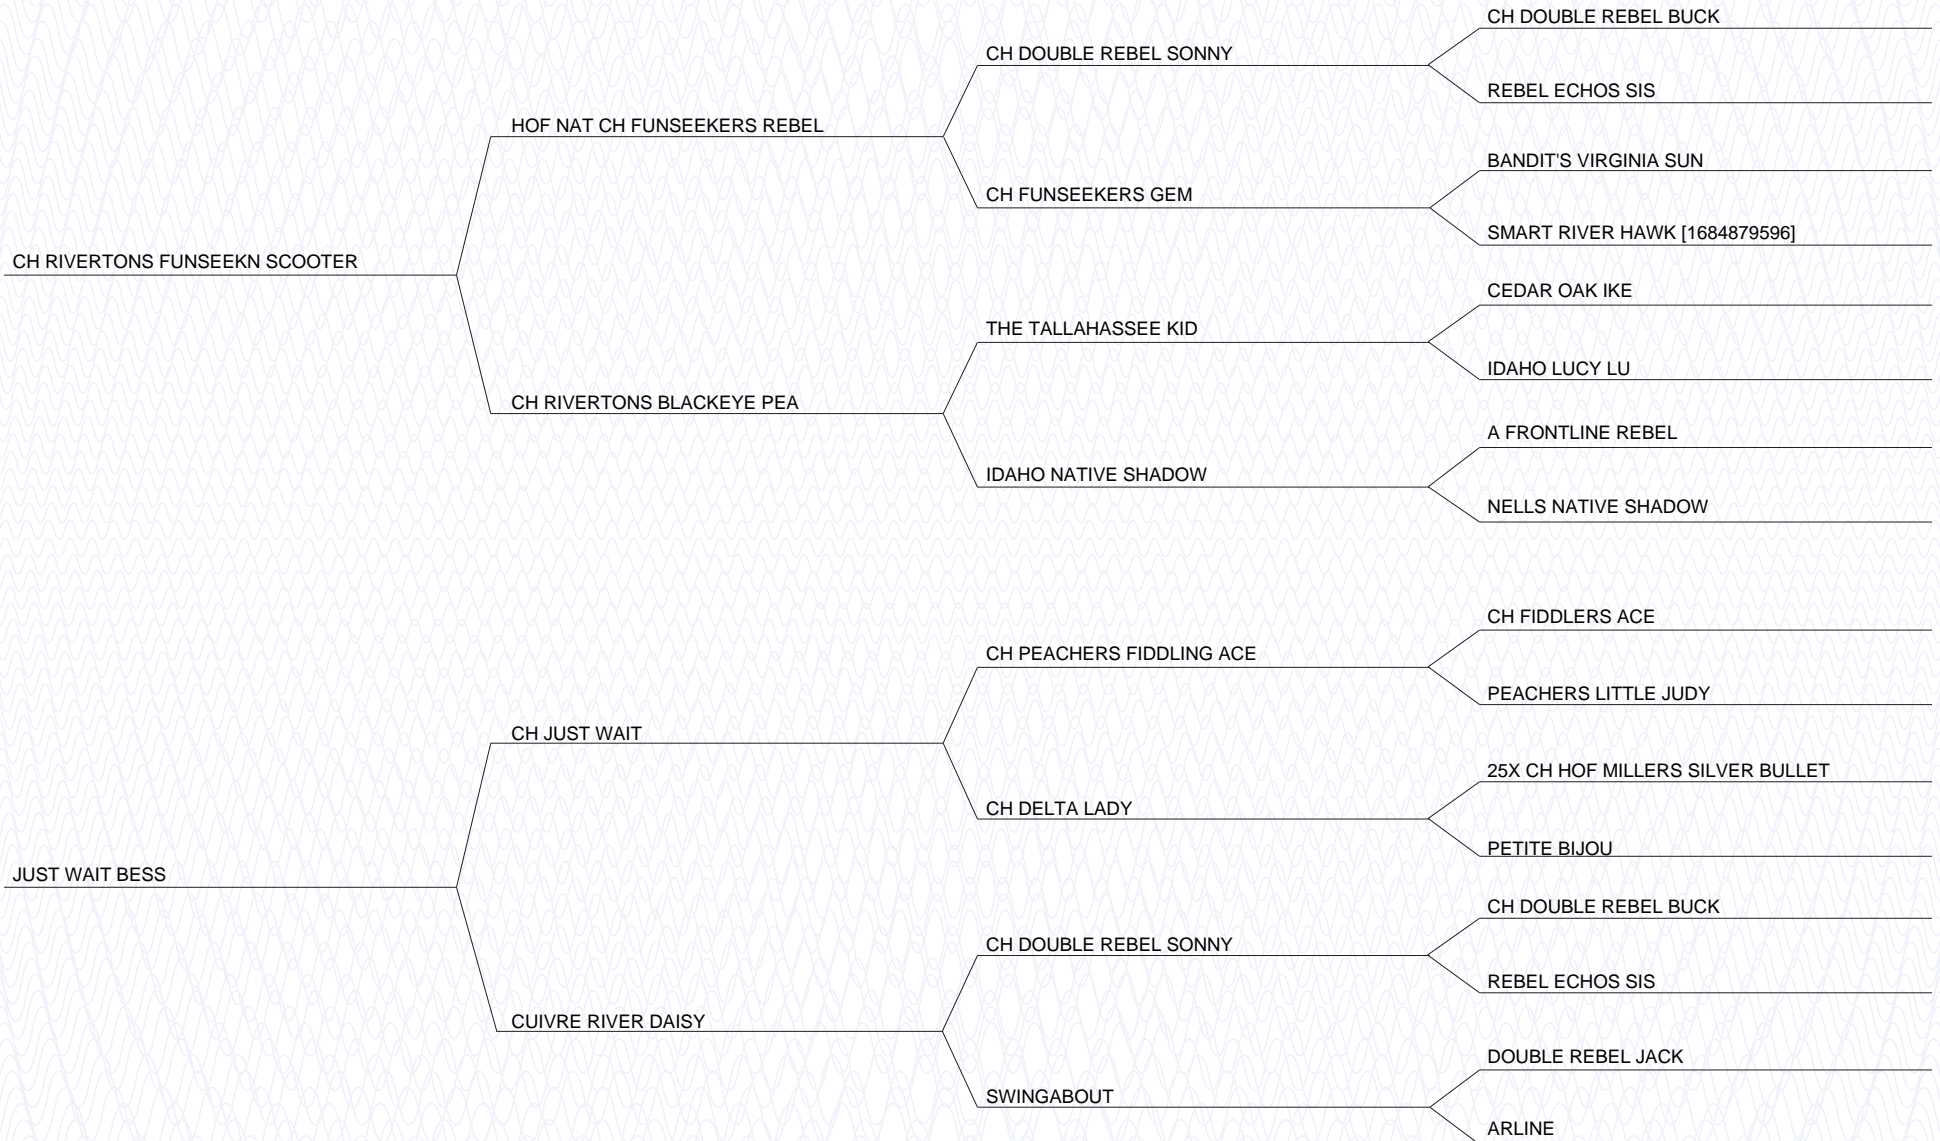 CH DOUBLE REBEL BUCK
CH DOUBLE REBEL SONNY
REBEL ECHOS SIS
HOF NAT CH FUNSEEKERS REBEL
BANDIT'S VIRGINIA SUN
CH FUNSEEKERS GEM
SMART RIVER HAWK [1684879596]
CH RIVERTONS FUNSEEKN SCOOTER
CEDAR OAK IKE
THE TALLAHASSEE KID
IDAHO LUCY LU
CH RIVERTONS BLACKEYE PEA
A FRONTLINE REBEL
IDAHO NATIVE SHADOW
NELLS NATIVE SHADOW
CH FIDDLERS ACE
CH PEACHERS FIDDLING ACE
PEACHERS LITTLE JUDY
CH JUST WAIT
25X CH HOF MILLERS SILVER BULLET
CH DELTA LADY
PETITE BIJOU
JUST WAIT BESS
CH DOUBLE REBEL BUCK
CH DOUBLE REBEL SONNY
REBEL ECHOS SIS
CUIVRE RIVER DAISY
DOUBLE REBEL JACK
SWINGABOUT
ARLINE